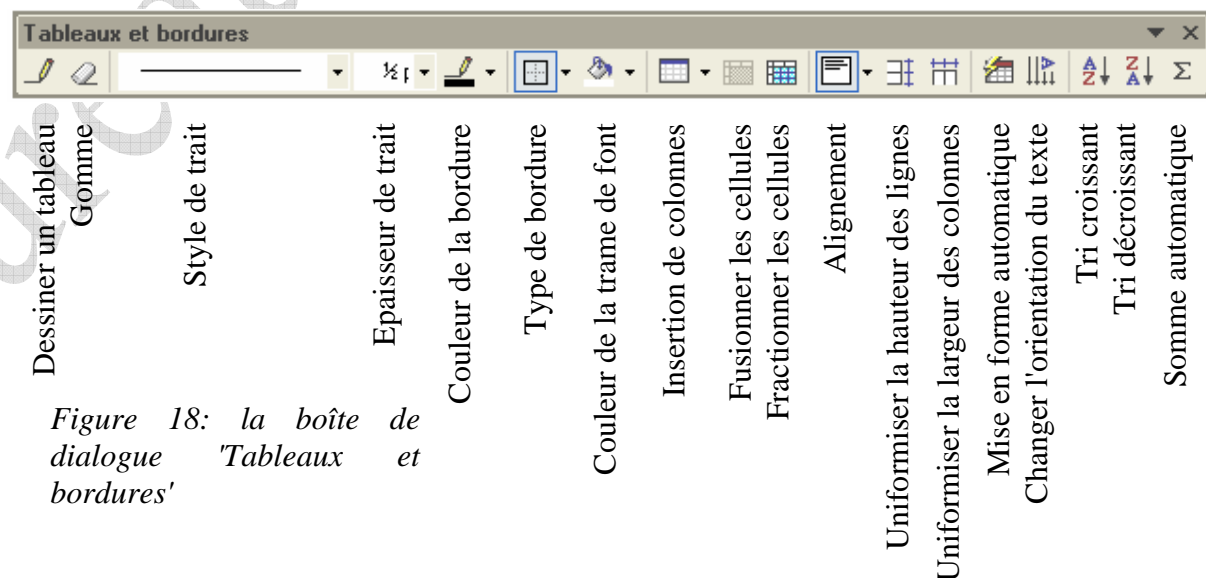 Tableaux et bordures
½ p
Dessiner un tableau
Gomme
Style de trait
Epaisseur de trait
Couleur de la bordure
Type de bordure
Couleur de la trame de font
Insertion de colonnes
Fusionner les cellules
Fractionner les cellules
Alignement
Uniformiser la hauteur des lignes
Uniformiser la largeur des colonnes
Mise en forme automatique
Changer l'orientation du texte
Tri croissant
Tri décroissant
Somme automatique
Figure 18: la boîte de
dialogue 'Tableaux et
bordures'